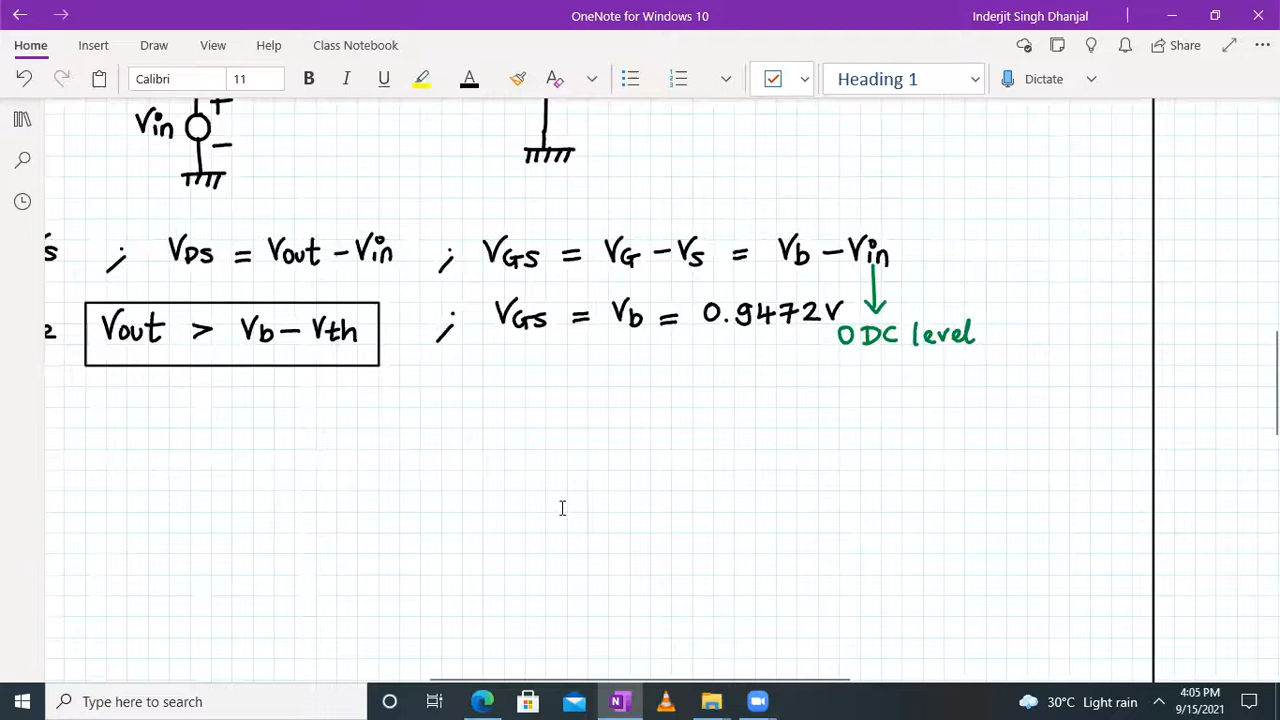 OneNote for Windows 10
Inderjit Singh Dhanjal
Home Insert Draw View Help Class Notebook
Share
Calibri 11 B I U A A Heading 1 Dictate
Vin + −
; VDS = Vout − Vin ; VGS = VG − VS = Vb − Vin
Vout > Vb − Vth ; VGS = Vb = 0.9472V
0 DC level
Type here to search
30°C Light rain
4:05 PM
9/15/2021